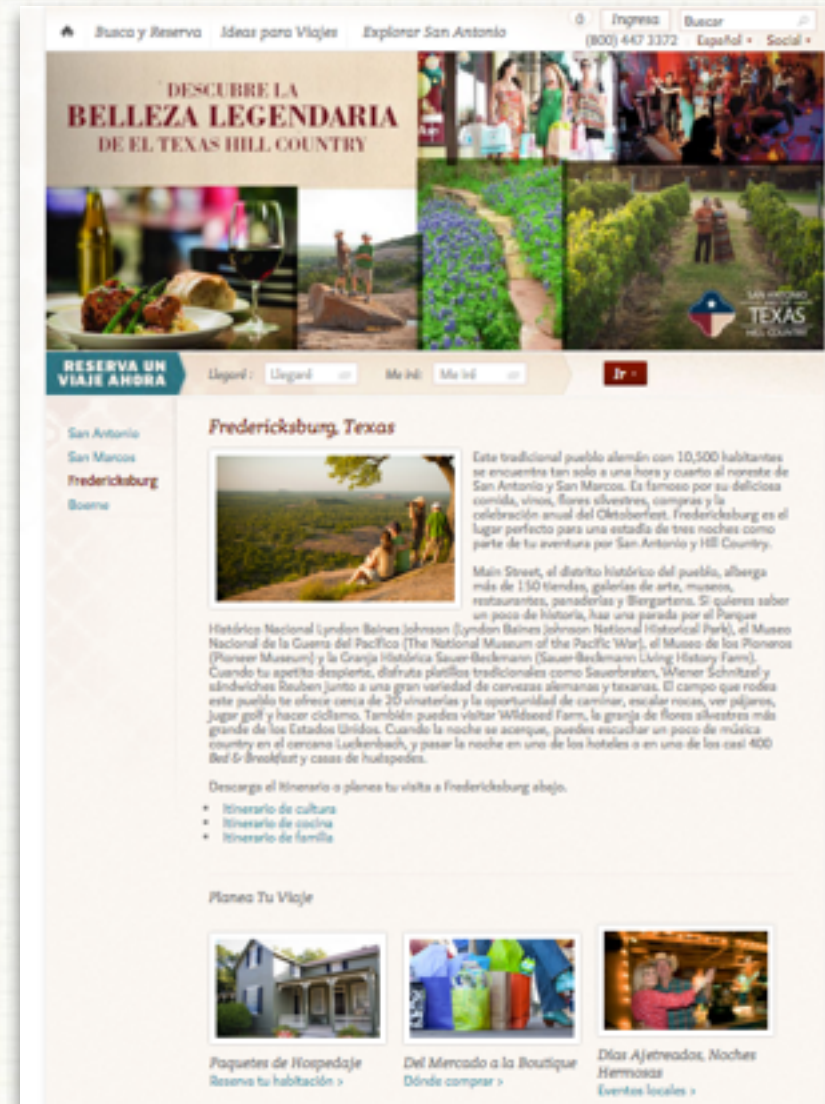 Busca y Reserva Ideas para Viajes Explorar San Antonio
0 Ingresa Buscar
(800) 447 3372 Español Social
DESCUBRE LA
BELLEZA LEGENDARIA
DE EL TEXAS HILL COUNTRY
SAN ANTONIO
TEXAS
HILL COUNTRY
RESERVA UN
VIAJE AHORA
Llegaré : Llegaré Me iré: Me iré Ir
San Antonio
San Marcos
Fredericksburg
Boerne
Fredericksburg, Texas
Este tradicional pueblo alemán con 10,500 habitantes
se encuentra tan solo a una hora y cuarto al noreste de
San Antonio y San Marcos. Es famoso por su deliciosa
comida, vinos, flores silvestres, compras y la
celebración anual del Oktoberfest. Fredericksburg es el
lugar perfecto para una estadía de tres noches como
parte de tu aventura por San Antonio y Hill Country.
Main Street, el distrito histórico del pueblo, alberga
más de 150 tiendas, galerías de arte, museos,
restaurantes, panaderías y Biergartens. Si quieres saber
un poco de historia, haz una parada por el Parque
Histórico Nacional Lyndon Baines Johnson (Lyndon Baines Johnson National Historical Park), el Museo
Nacional de la Guerra del Pacífico (The National Museum of the Pacific War), el Museo de los Pioneros
(Pioneer Museum) y la Granja Histórica Sauer-Beckmann (Sauer-Beckmann Living History Farm).
Cuando tu apetito despierte, disfruta platillos tradicionales como Sauerbraten, Wiener Schnitzel y
sándwiches Reuben junto a una gran variedad de cervezas alemanas y texanas. El campo que rodea
este pueblo te ofrece cerca de 20 vinaterías y la oportunidad de caminar, escalar rocas, ver pájaros,
jugar golf y hacer ciclismo. También puedes visitar Wildseed Farm, la granja de flores silvestres más
grande de los Estados Unidos. Cuando la noche se acerque, puedes escuchar un poco de música
country en el cercano Luckenbach, y pasar la noche en uno de los hoteles o en uno de los casi 400
Bed & Breakfast y casas de huéspedes.
Descarga el itinerario o planea tu visita a Fredericksburg abajo.
• Itinerario de cultura
• Itinerario de cocina
• Itinerario de familia
Planea Tu Viaje
Paquetes de Hospedaje
Reserva tu habitación >
Del Mercado a la Boutique
Dónde comprar >
Días Ajetreados, Noches
Hermosas
Eventos locales >